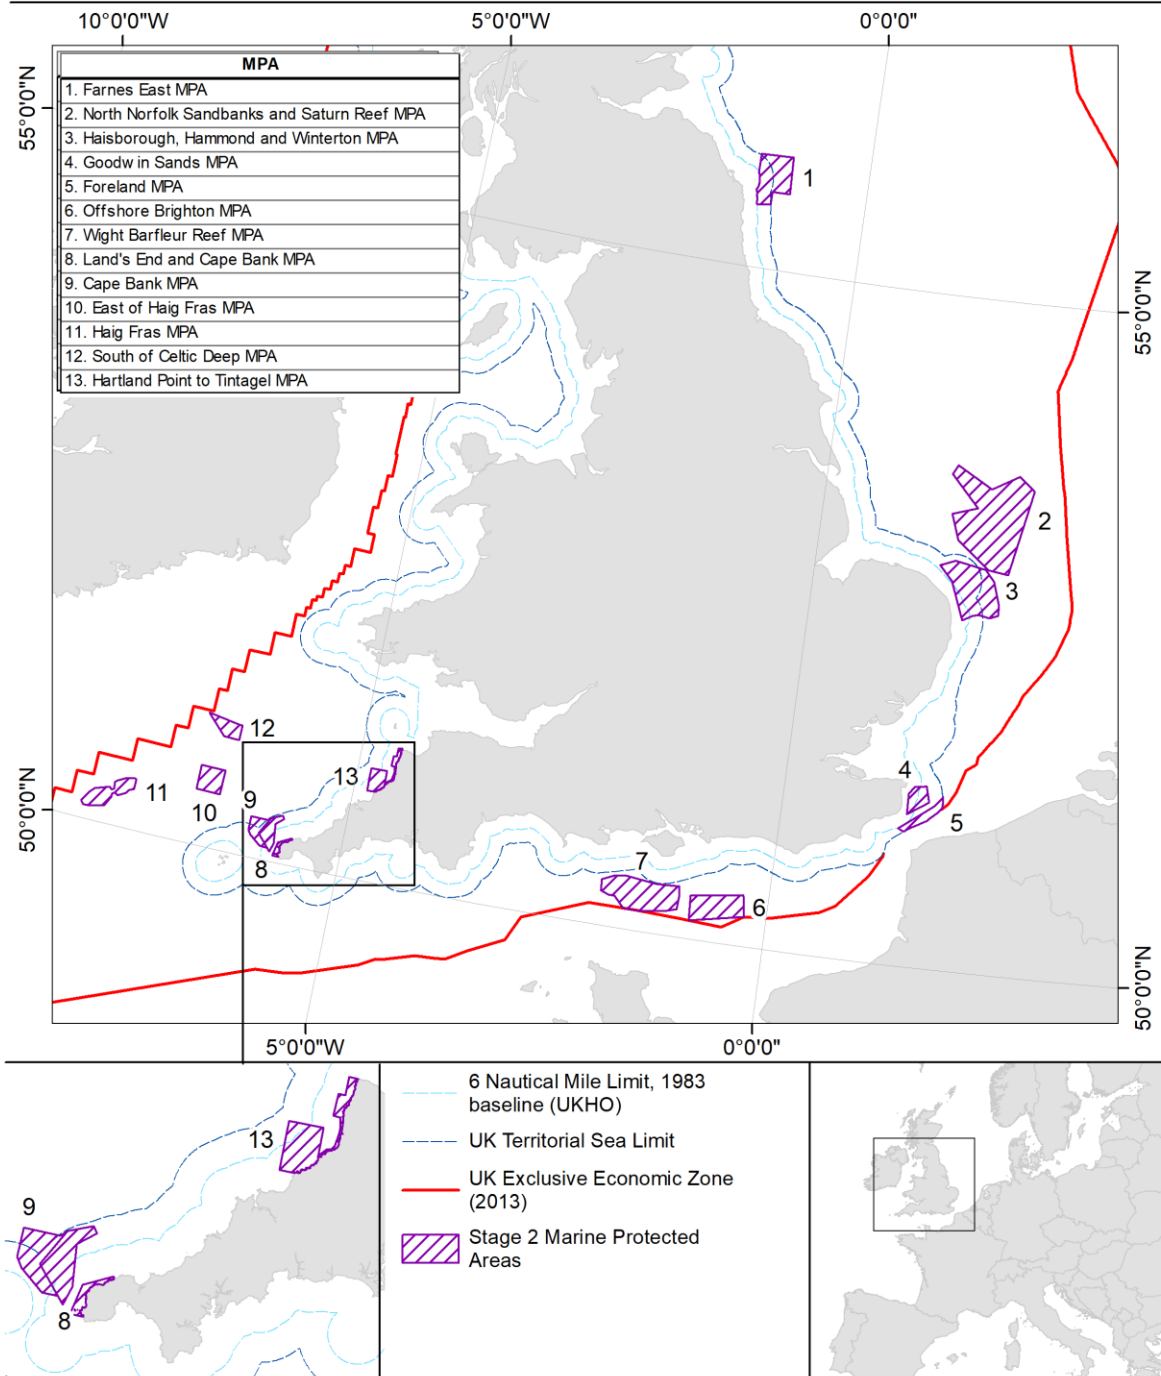 10°0'0"W
5°0'0"W
0°0'0"
55°0'0"N
MPA
1. Farnes East MPA
2. North Norfolk Sandbanks and Saturn Reef MPA
3. Haisborough, Hammond and Winterton MPA
4. Goodwin Sands MPA
5. Foreland MPA
6. Offshore Brighton MPA
7. Wight Barfleur Reef MPA
8. Land's End and Cape Bank MPA
9. Cape Bank MPA
10. East of Haig Fras MPA
11. Haig Fras MPA
12. South of Celtic Deep MPA
13. Hartland Point to Tintagel MPA
1
55°0'0"N
2
3
12
13
4
11
10
9
5
50°0'0"N
8
7
6
50°0'0"N
5°0'0"W
0°0'0"
13
9
8
6 Nautical Mile Limit, 1983
baseline (UKHO)
UK Territorial Sea Limit
UK Exclusive Economic Zone
(2013)
Stage 2 Marine Protected
Areas